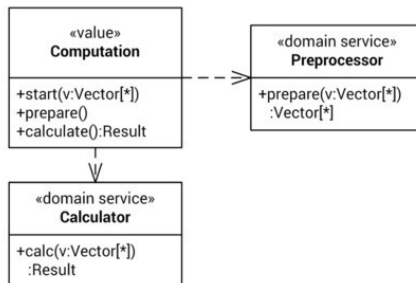 «value»
Computation
+start(v:Vector[*])
+prepare()
+calculate():Result
«domain service»
Preprocessor
+prepare(v:Vector[*])
:Vector[*]
«domain service»
Calculator
+calc(v:Vector[*])
:Result